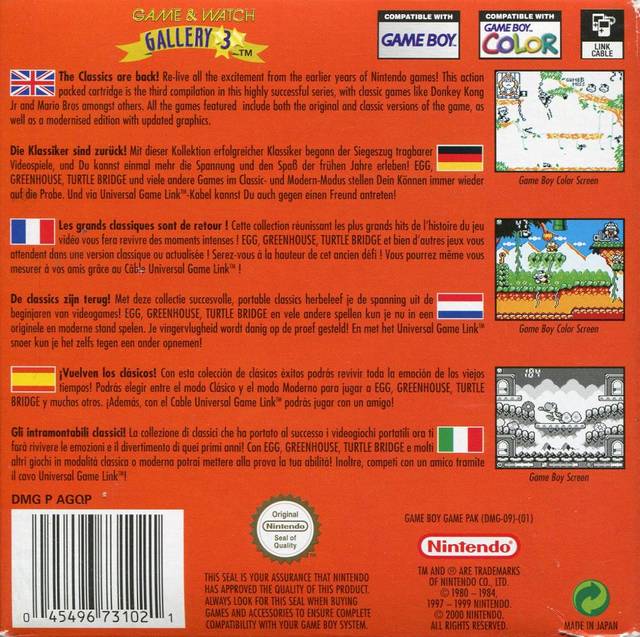 GAME & WATCH
GALLERY 3 TM
COMPATIBLE WITH
GAME BOY
COMPATIBLE WITH
GAME BOY
COLOR
LINK
CABLE
The Classics are back! Re-live all the excitement from the earlier years of Nintendo games! This action
packed cartridge is the third compilation in this highly successful series, with classic games like Donkey Kong
Jr and Mario Bros amongst others. All the games featured include both the original and classic versions of the game, as
well as a modernised edition with updated graphics.
Game Boy Color Screen
Die Klassiker sind zurück! Mit dieser Kollektion erfolgreicher Klassiker begann der Siegeszug tragbarer
Videospiele, und Du kannst einmal mehr die Spannung und den Spaß der frühen Jahre erleben! EGG,
GREENHOUSE, TURTLE BRIDGE und viele andere Games im Classic- und Modern-Modus stellen Dein Können immer wieder
auf die Probe. Und via Universal Game Link™-Kabel kannst Du auch gegen einen Freund antreten!
Les grands classiques sont de retour ! Cette collection réunissant les plus grands hits de l'histoire du jeu
vidéo vous fera revivre des moments intenses ! EGG, GREENHOUSE, TURTLE BRIDGE et bien d'autres jeux vous
attendent dans une version classique ou actualisée ! Serez-vous à la hauteur de cet ancien défi ! Vous pourrez même vous
mesurer à vos amis grâce au Câble Universal Game Link™ !
Game Boy Color Screen
De classics zijn terug! Met deze collectie succesvolle, portable classics herbeleef je de spanning uit de
beginjaren van videogames! EGG, GREENHOUSE, TURTLE BRIDGE en vele andere spellen kun je nu in een
originele en moderne stand spelen. Je vingervlugheid wordt danig op de proef gesteld! En met het Universal Game Link™
snoer kun je het zelfs tegen een ander opnemen!
¡Vuelven los clásicos! Con esta colección de clásicos èxitos podrás revivir toda la emoción de los viejos
tiempos! Podrás elegir entre el modo Clásico y el modo Moderno para jugar a EGG, GREENHOUSE, TURTLE
BRIDGE y muchos otros. ¡Además, con el Cable Universal Game Link™ podrás jugar con un amigo!
184
Game Boy Screen
Gli intramontabili classici! La collezione di classici che ha portato al successo i videogiochi portatili ora ti
farà rivivere le emozioni e il divertimento di quei primi anni! Con EGG, GREENHOUSE, TURTLE BRIDGE e molti
altri giochi in modalità classica o moderna potrai mettere alla prova la tua abilità! Inoltre, competi con un amico tramite
il cavo Universal Game Link™!
DMG P AGQP
0 45496 73102 1
Original
Nintendo
Seal of
Quality
THIS SEAL IS YOUR ASSURANCE THAT NINTENDO
HAS APPROVED THE QUALITY OF THIS PRODUCT.
ALWAYS LOOK FOR THIS SEAL WHEN BUYING
GAMES AND ACCESSORIES TO ENSURE COMPLETE
COMPATIBILITY WITH YOUR GAME BOY SYSTEM.
GAME BOY GAME PAK (DMG-09)-(01)
Nintendo®
TM AND ® ARE TRADEMARKS
OF NINTENDO CO., LTD.
© 1980 – 1984,
1997 – 1999 NINTENDO.
© 2000 NINTENDO.
ALL RIGHTS RESERVED.
MADE IN JAPAN